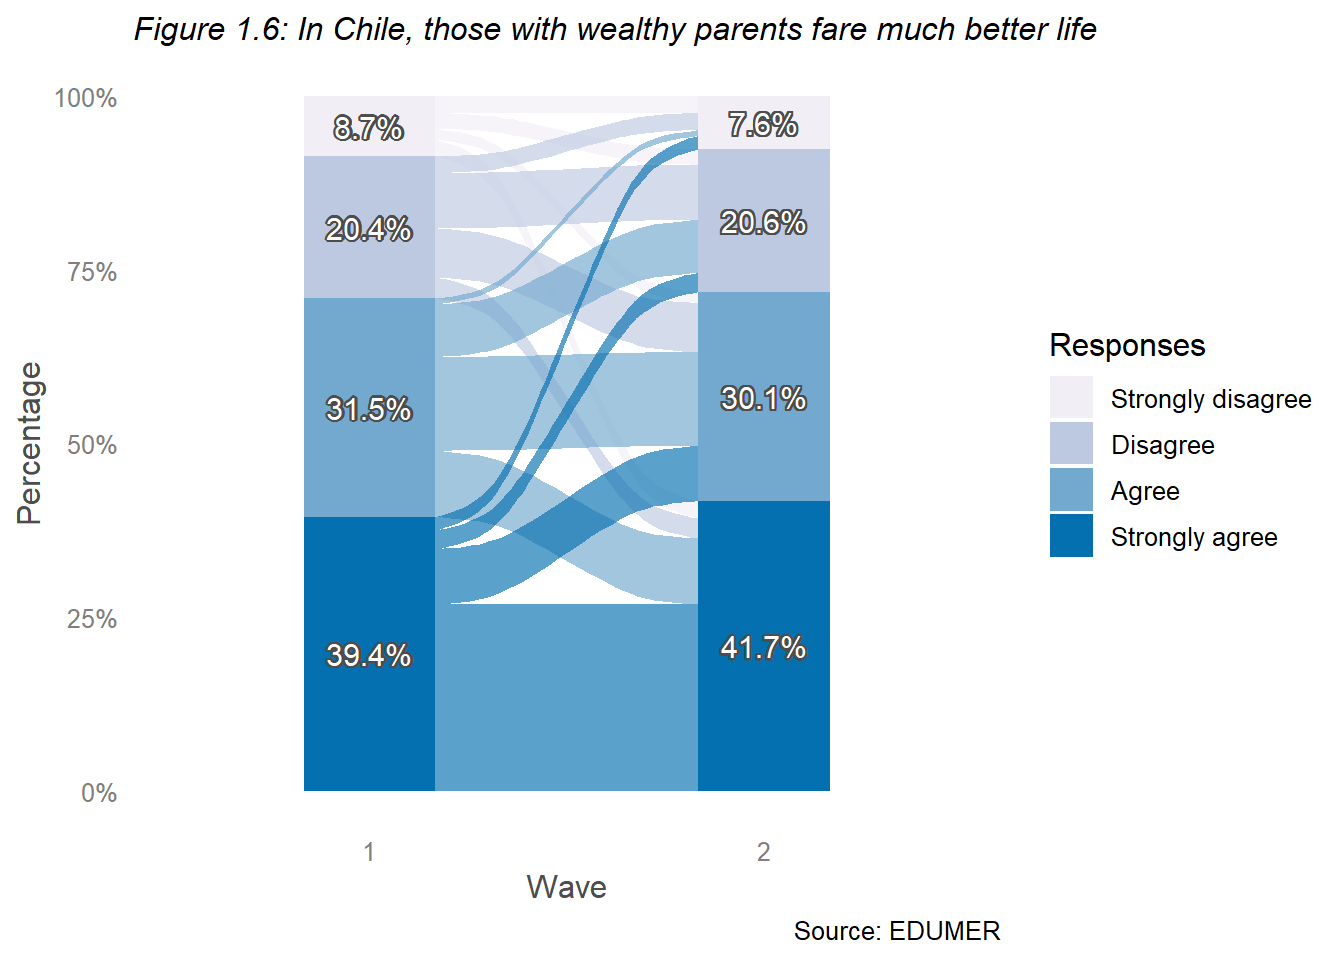 Figure 1.6: In Chile, those with wealthy parents fare much better life
100%
75%
50%
25%
0%
Percentage
8.7%
20.4%
31.5%
39.4%
7.6%
20.6%
30.1%
41.7%
1
2
Wave
Responses
Strongly disagree
Disagree
Agree
Strongly agree
Source: EDUMER